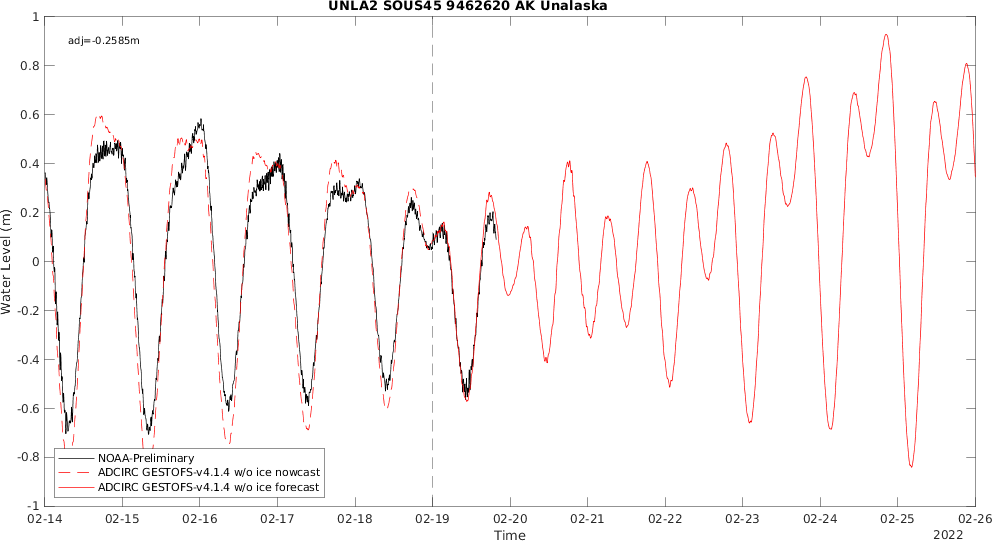 UNLA2 SOUS45 9462620 AK Unalaska
adj=-0.2585m
Water Level (m)
1
0.8
0.6
0.4
0.2
0
-0.2
-0.4
-0.6
-0.8
-1
NOAA-Preliminary
ADCIRC GESTOFS-v4.1.4 w/o ice nowcast
ADCIRC GESTOFS-v4.1.4 w/o ice forecast
02-14 02-15 02-16 02-17 02-18 02-19 02-20 02-21 02-22 02-23 02-24 02-25 02-26
Time
2022